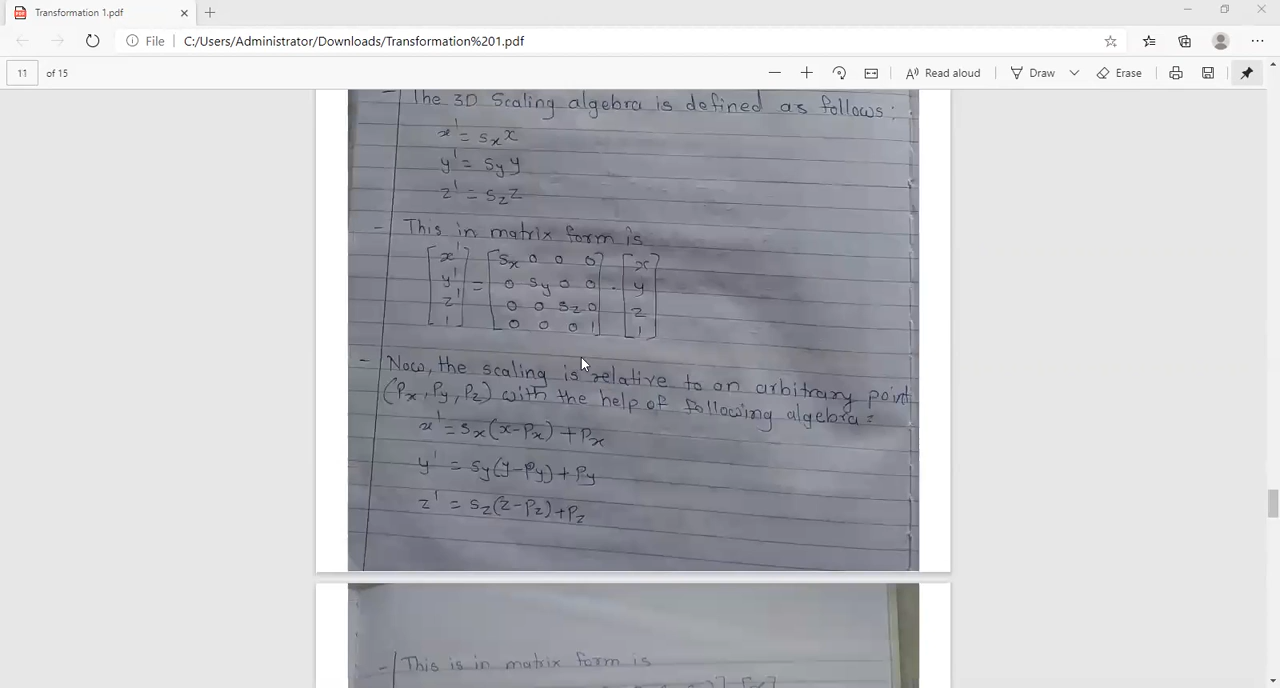 Transformation 1.pdf
File | C:/Users/Administrator/Downloads/Transformation%201.pdf
11 of 15
A Read aloud Draw Erase
- The 3D Scaling algebra is defined as follows:
x' = sx x
y' = sy y
z' = sz z
- This in matrix form is
[x'] = [sx 0 0 0] . [x]
[y'] [0 sy 0 0] [y]
[z'] [0 0 sz 0] [z]
[1] [0 0 0 1] [1]
- Now, the scaling is relative to an arbitrary point
(Px, Py, Pz) with the help of following algebra:
x' = sx(x-Px) + Px
y' = sy(y-Py) + Py
z' = sz(z-Pz) + Pz
- This is in matrix form is